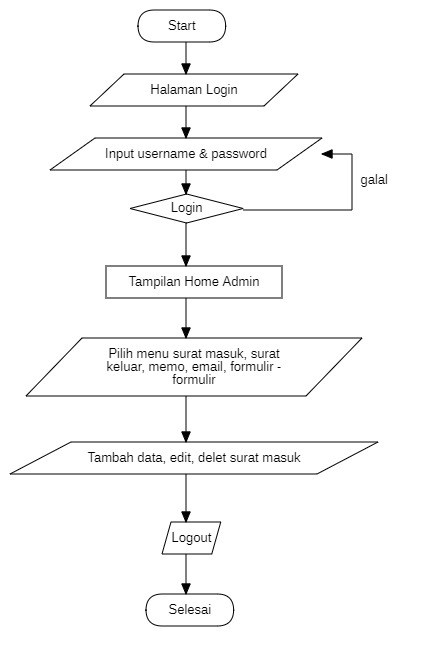 Start
Halaman Login
Input username & password
galal
Login
Tampilan Home Admin
Pilih menu surat masuk, surat
keluar, memo, email, formulir -
formulir
Tambah data, edit, delet surat masuk
Logout
Selesai